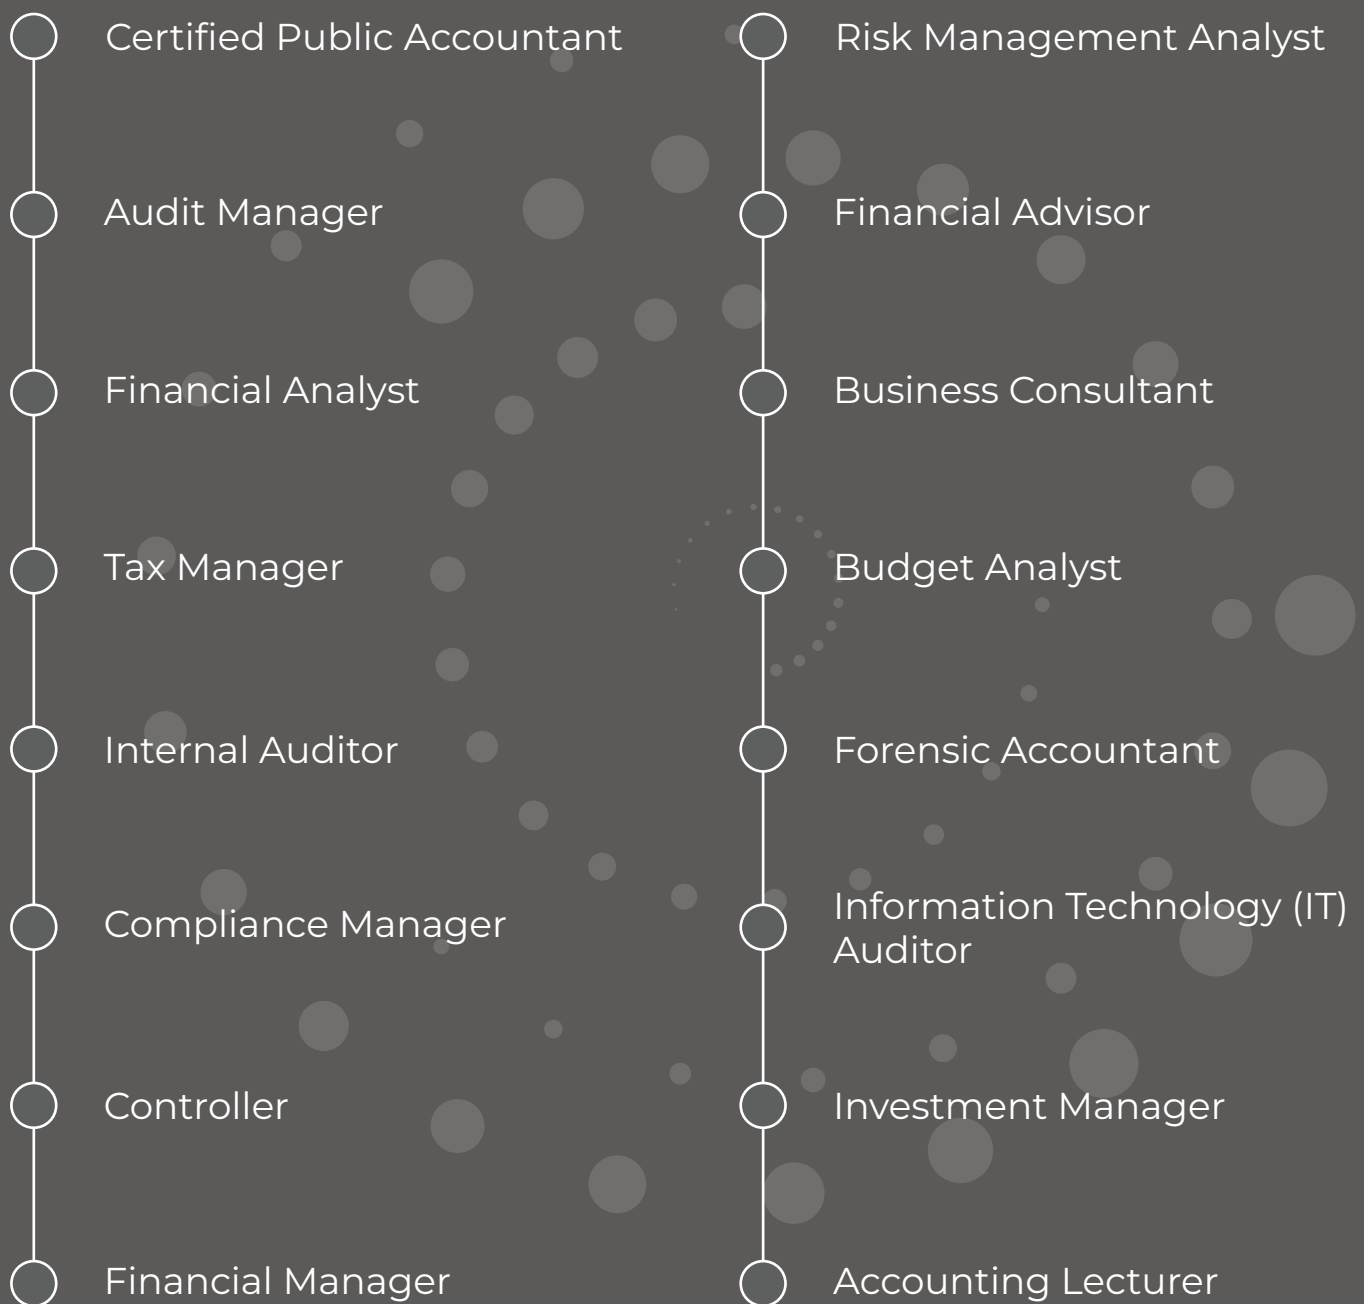 Certified Public Accountant
Audit Manager
Financial Analyst
Tax Manager
Internal Auditor
Compliance Manager
Controller
Financial Manager
Risk Management Analyst
Financial Advisor
Business Consultant
Budget Analyst
Forensic Accountant
Information Technology (IT)
Auditor
Investment Manager
Accounting Lecturer